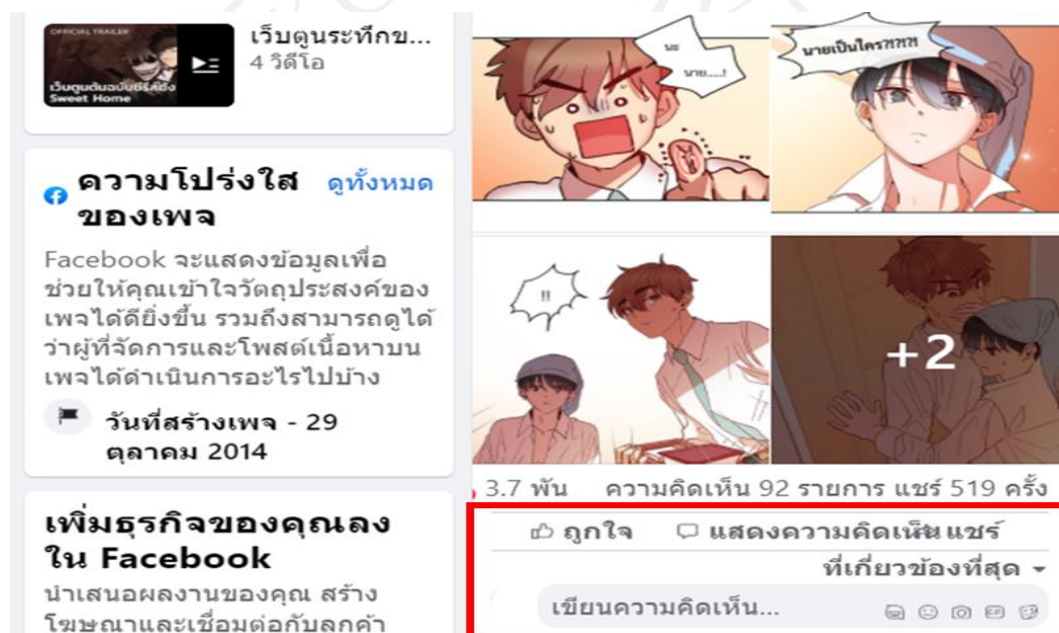 OFFICIAL TRAILER
เว็บตูนต้นฉบับซีรีส์ดัง
Sweet Home
เว็บตูนระทึกข...
4 วิดีโอ
ความโปร่งใส
ของเพจ
ดูทั้งหมด
Facebook จะแสดงข้อมูลเพื่อ
ช่วยให้คุณเข้าใจวัตถุประสงค์ของ
เพจได้ดียิ่งขึ้น รวมถึงสามารถดูได้
ว่าผู้ที่จัดการและโพสต์เนื้อหาบน
เพจได้ดำเนินการอะไรไปบ้าง
วันที่สร้างเพจ - 29
ตุลาคม 2014
เพิ่มธุรกิจของคุณลง
ใน Facebook
นำเสนอผลงานของคุณ สร้าง
โฆษณาและเชื่อมต่อกับลูกค้า
นะ
นาย....!
นายเป็นใคร?!?!?!
!!
+2
3.7 พัน ความคิดเห็น 92 รายการ แชร์ 519 ครั้ง
ถูกใจ แสดงความคิดเห็น แชร์
ที่เกี่ยวข้องที่สุด
เขียนความคิดเห็น...